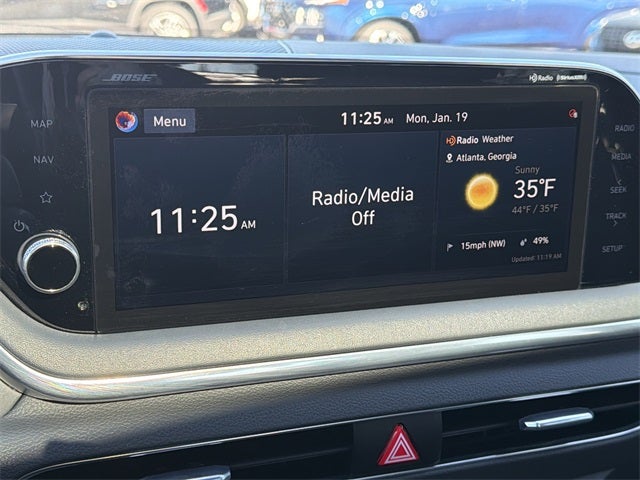 BOSE
HD Radio (SiriusXM)
Menu
11:25 AM Mon, Jan. 19
MAP
NAV
11:25 AM
Radio/Media
Off
HD Radio Weather
Atlanta, Georgia
Sunny
35°F
44°F / 35°F
15mph (NW) 49%
Updated: 11:19 AM
RADIO
MEDIA
SEEK
TRACK
SETUP